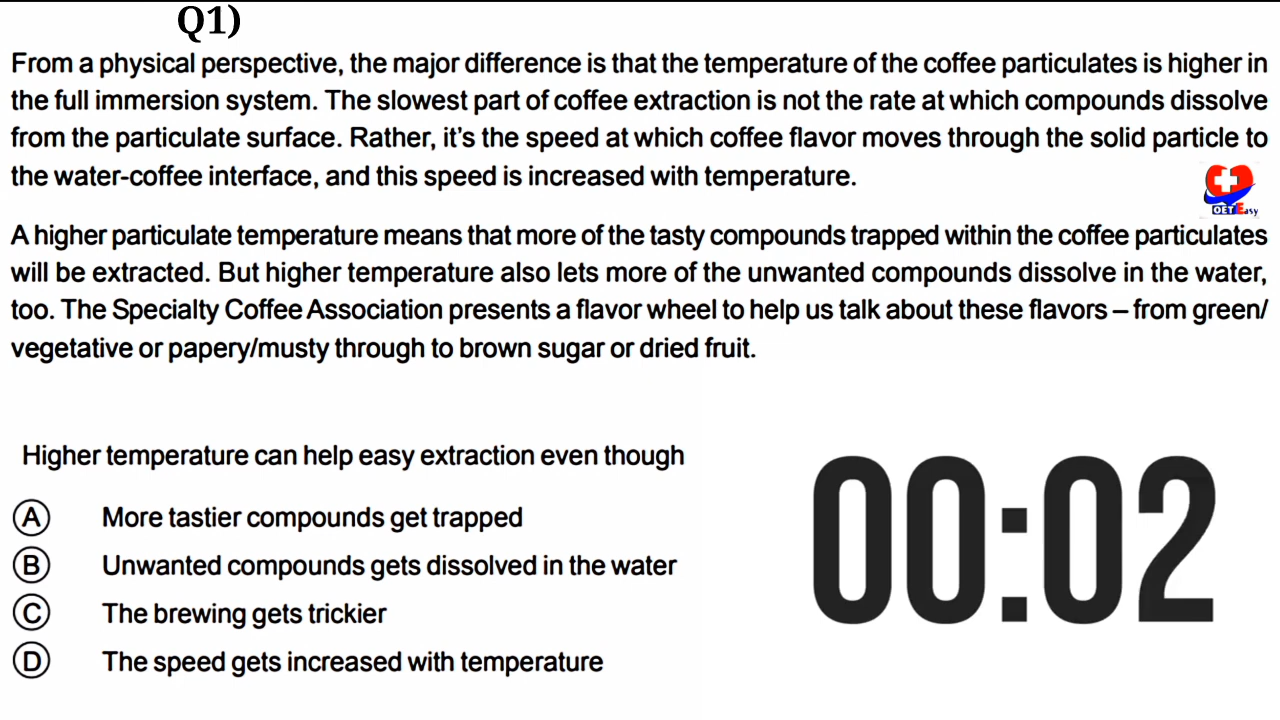 Q1)
From a physical perspective, the major difference is that the temperature of the coffee particulates is higher in
the full immersion system. The slowest part of coffee extraction is not the rate at which compounds dissolve
from the particulate surface. Rather, it's the speed at which coffee flavor moves through the solid particle to
the water-coffee interface, and this speed is increased with temperature.
OET Easy
A higher particulate temperature means that more of the tasty compounds trapped within the coffee particulates
will be extracted. But higher temperature also lets more of the unwanted compounds dissolve in the water,
too. The Specialty Coffee Association presents a flavor wheel to help us talk about these flavors – from green/
vegetative or papery/musty through to brown sugar or dried fruit.
Higher temperature can help easy extraction even though
A More tastier compounds get trapped
B Unwanted compounds gets dissolved in the water
C The brewing gets trickier
D The speed gets increased with temperature
00:02